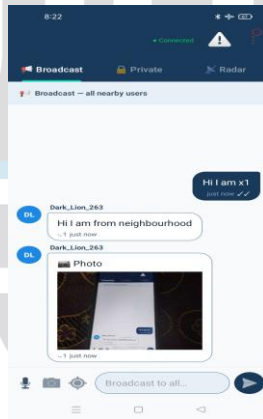 8:22
Connected
Broadcast
Private
Radar
Broadcast — all nearby users
Hi I am x1
just now ✓✓
Dark_Lion_263
DL
Hi I am from neighbourhood
just now
Dark_Lion_263
DL
Photo
just now
Broadcast to all...